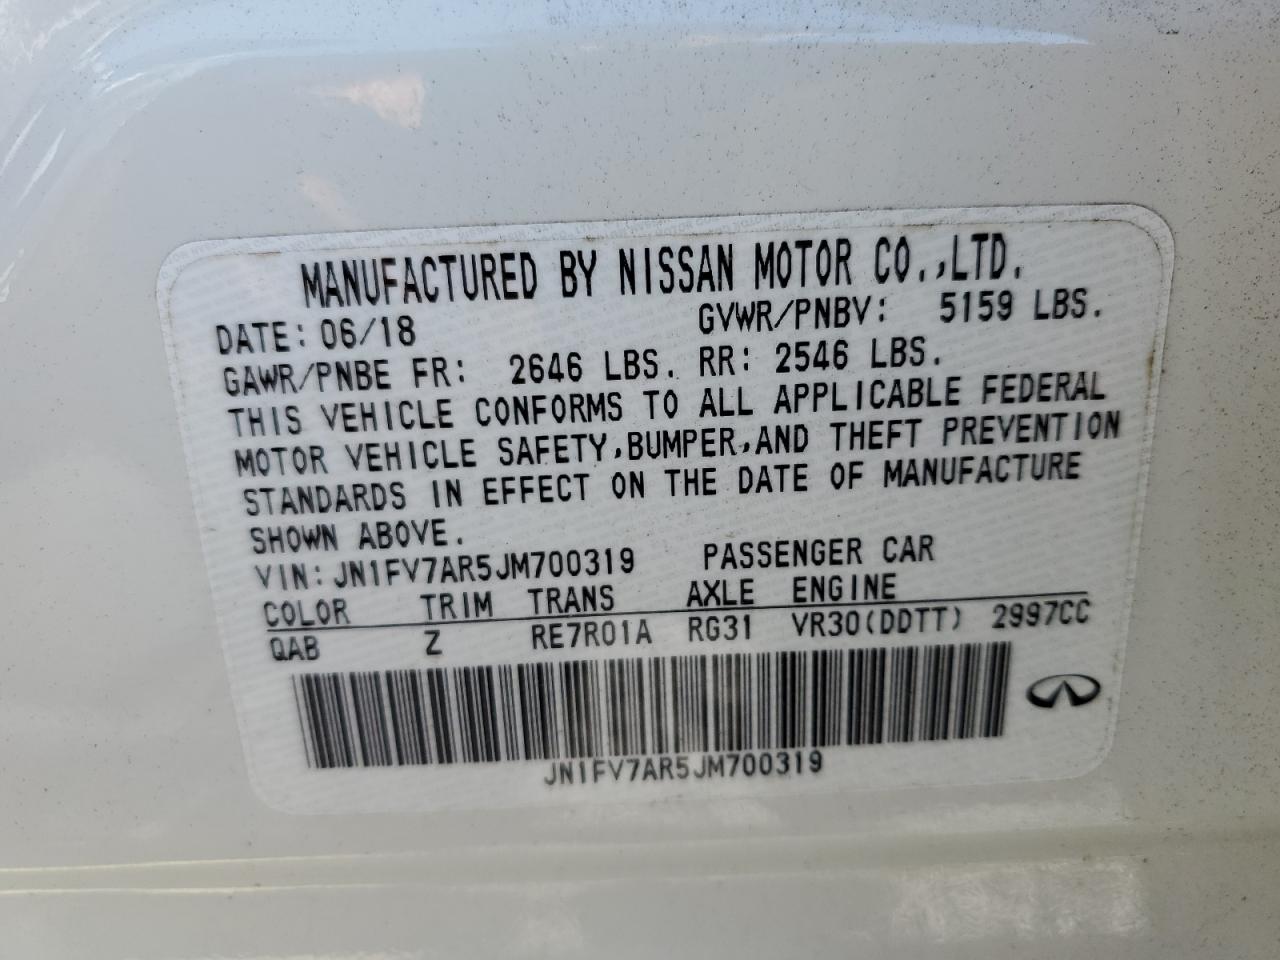 MANUFACTURED BY NISSAN MOTOR CO.,LTD.
DATE: 06/18 GVWR/PNBV: 5159 LBS.
GAWR/PNBE FR: 2646 LBS. RR: 2546 LBS.
THIS VEHICLE CONFORMS TO ALL APPLICABLE FEDERAL
MOTOR VEHICLE SAFETY,BUMPER,AND THEFT PREVENTION
STANDARDS IN EFFECT ON THE DATE OF MANUFACTURE
SHOWN ABOVE.
VIN: JN1FV7AR5JM700319 PASSENGER CAR
COLOR TRIM TRANS AXLE ENGINE
QAB Z RE7R01A RG31 VR30(DDTT) 2997CC
JN1FV7AR5JM700319